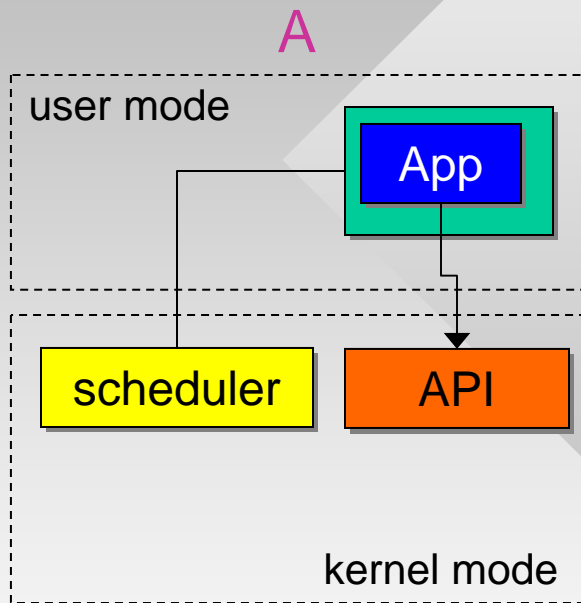 A
user mode
App
scheduler
API
kernel mode